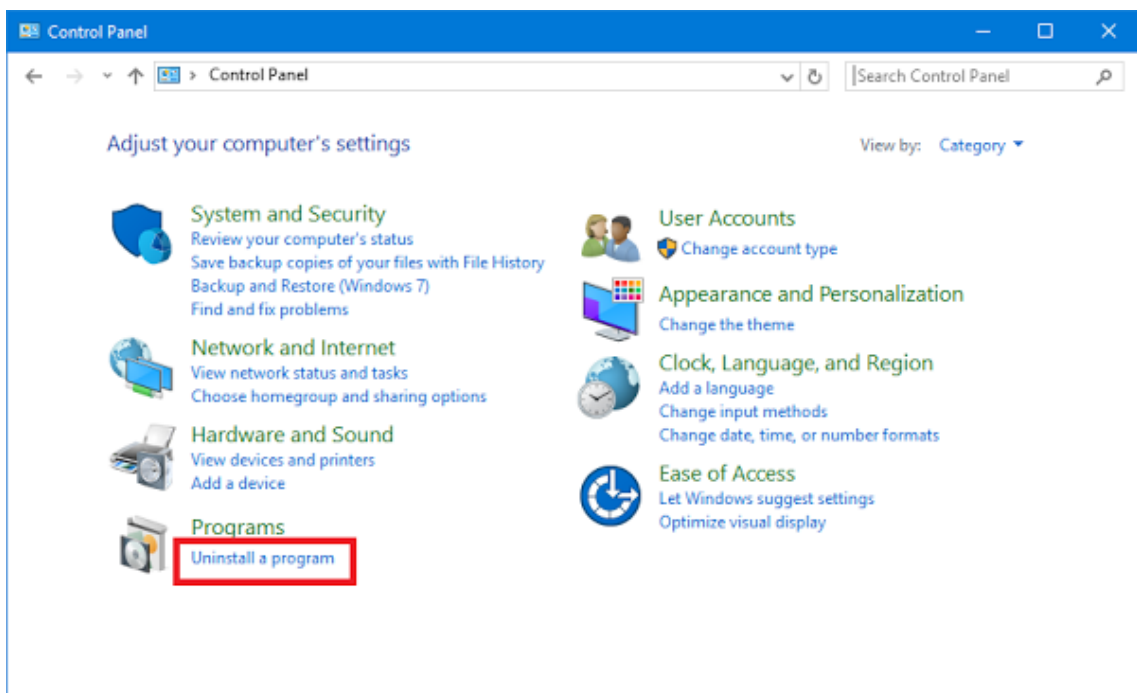 Control Panel
Control Panel
Search Control Panel
Adjust your computer's settings
View by: Category
System and Security
Review your computer's status
Save backup copies of your files with File History
Backup and Restore (Windows 7)
Find and fix problems
Network and Internet
View network status and tasks
Choose homegroup and sharing options
Hardware and Sound
View devices and printers
Add a device
Programs
Uninstall a program
User Accounts
Change account type
Appearance and Personalization
Change the theme
Clock, Language, and Region
Add a language
Change input methods
Change date, time, or number formats
Ease of Access
Let Windows suggest settings
Optimize visual display